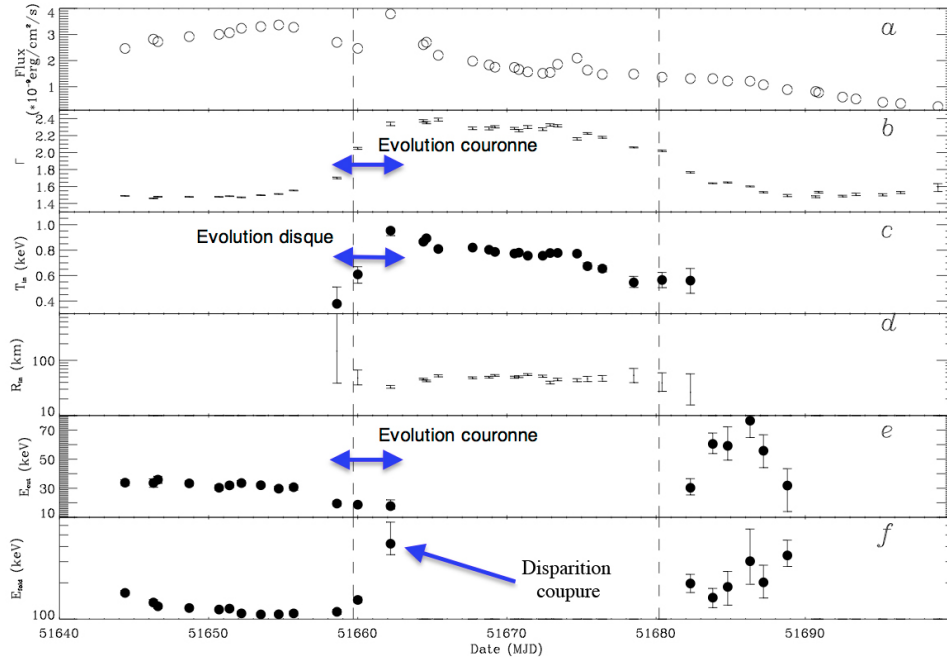 4
3
2
1
Flux
(*10⁻⁹erg/cm²/s)
a
2.4
2.2
2.0
1.8
1.6
1.4
Γ
b
Evolution couronne
1.0
0.8
0.6
0.4
T_in (keV)
c
Evolution disque
100
10
R_in (km)
d
70
50
30
10
E_cut (keV)
e
Evolution couronne
100
E_fold (keV)
f
Disparition
coupure
51640 51650 51660 51670 51680 51690
Date (MJD)